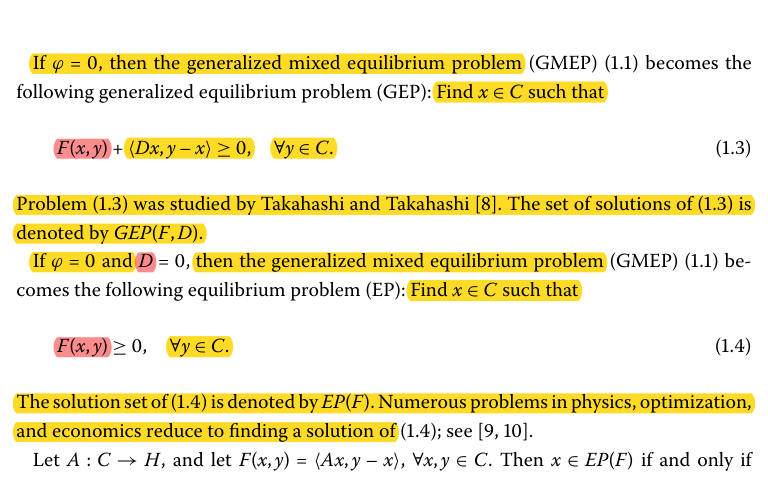 If φ = 0, then the generalized mixed equilibrium problem (GMEP) (1.1) becomes the
following generalized equilibrium problem (GEP): Find x ∈ C such that
F(x, y) + ⟨Dx, y – x⟩ ≥ 0, ∀y ∈ C. (1.3)
Problem (1.3) was studied by Takahashi and Takahashi [8]. The set of solutions of (1.3) is
denoted by GEP(F, D).
If φ = 0 and D = 0, then the generalized mixed equilibrium problem (GMEP) (1.1) be-
comes the following equilibrium problem (EP): Find x ∈ C such that
F(x, y) ≥ 0, ∀y ∈ C. (1.4)
The solution set of (1.4) is denoted by EP(F). Numerous problems in physics, optimization,
and economics reduce to finding a solution of (1.4); see [9, 10].
Let A : C → H, and let F(x, y) = ⟨Ax, y – x⟩, ∀x, y ∈ C. Then x ∈ EP(F) if and only if